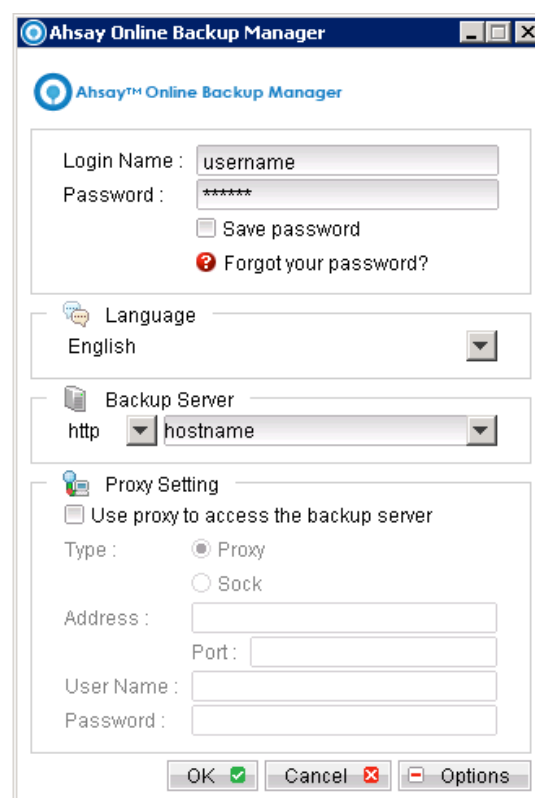 Ahsay Online Backup Manager
Ahsay™ Online Backup Manager
Login Name : username
Password : ******
Save password
Forgot your password?
Language
English
Backup Server
http hostname
Proxy Setting
Use proxy to access the backup server
Type : Proxy
Sock
Address :
Port :
User Name :
Password :
OK Cancel Options